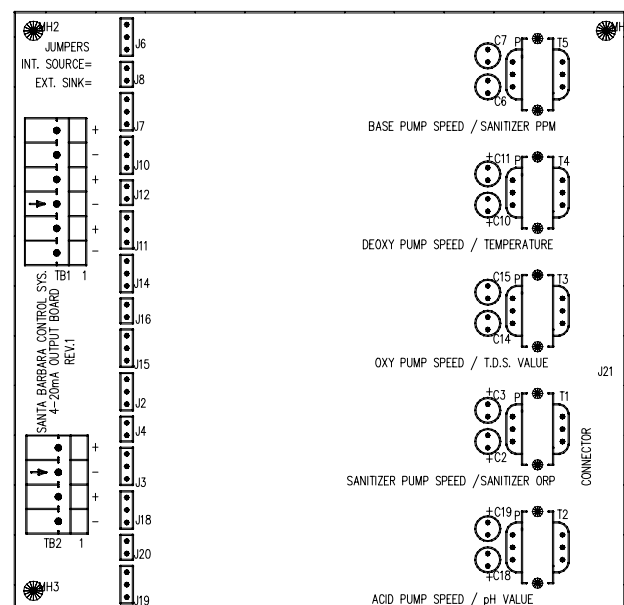 MH2
MH
JUMPERS
INT. SOURCE=
EXT. SINK=
J6
J8
J7
J10
J12
J11
J14
J16
J15
J2
J4
J3
J18
J20
J19
+
-
+
-
+
-
TB1 1
SANTA BARBARA CONTROL SYS.
4-20mA OUTPUT BOARD
REV.1
+
-
+
-
TB2 1
MH3
C7 P T5
C6
BASE PUMP SPEED / SANITIZER PPM
+C11 P T4
+C10
DEOXY PUMP SPEED / TEMPERATURE
C15 P T3
C14
OXY PUMP SPEED / T.D.S. VALUE
J21
CONNECTOR
+C3 P T1
+C2
SANITIZER PUMP SPEED /SANITIZER ORP
+C19 P T2
+C18
ACID PUMP SPEED / pH VALUE